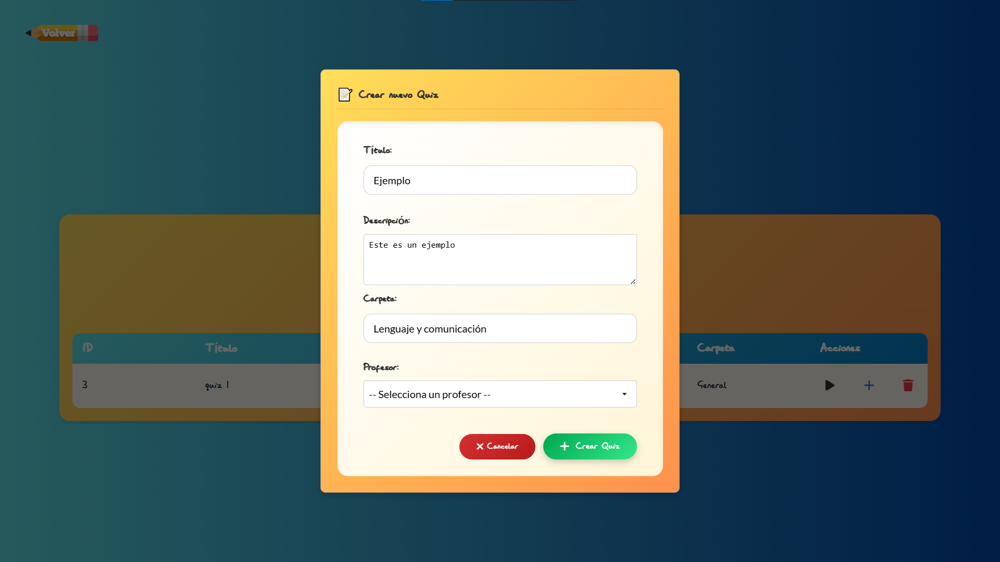 Volver
Crear nuevo Quiz
Título:
Ejemplo
Descripción:
Este es un ejemplo
Carpeta:
Lenguaje y comunicación
Profesor:
-- Selecciona un profesor --
Cancelar
Crear Quiz
ID Título Carpeta Acciones
3 quiz 1 General